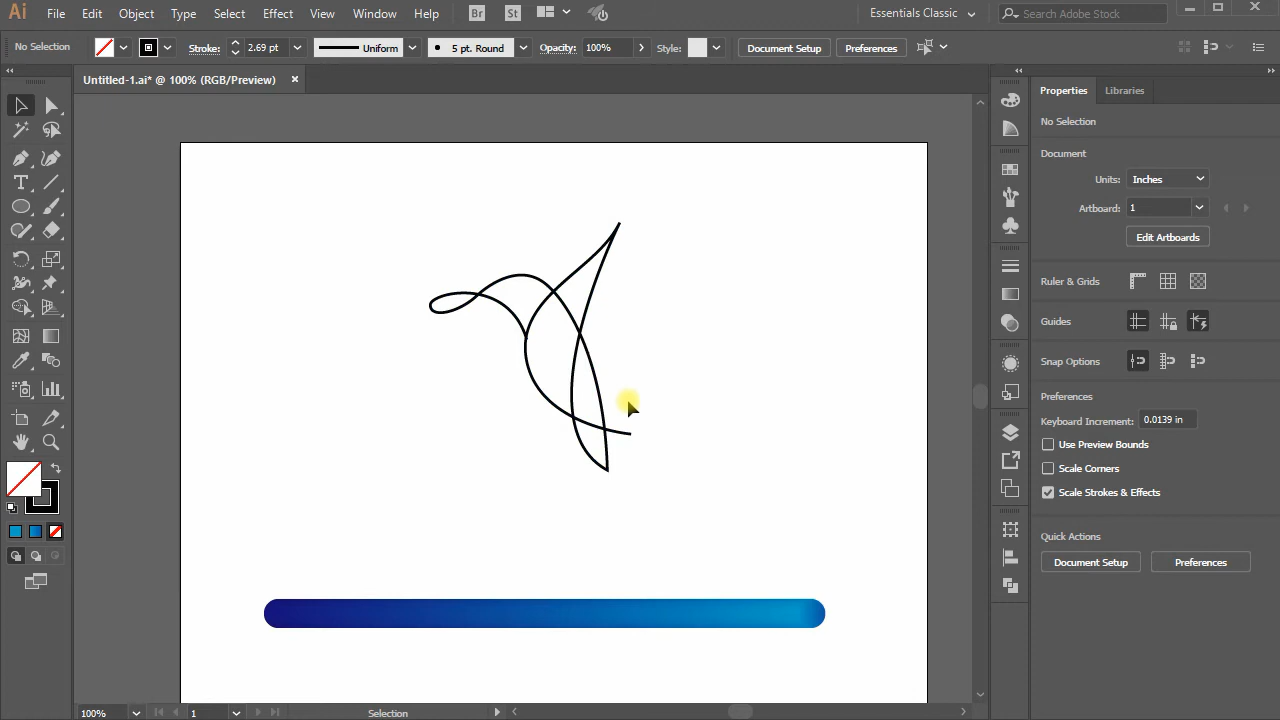 Ai File Edit Object Type Select Effect View Window Help Br St Essentials Classic Search Adobe Stock
No Selection Stroke: 2.69 pt Uniform 5 pt. Round Opacity: 100% Style: Document Setup Preferences
Untitled-1.ai* @ 100% (RGB/Preview)
Properties Libraries
No Selection
Document
Units: Inches
Artboard: 1
Edit Artboards
Ruler & Grids
Guides
Snap Options
Preferences
Keyboard Increment: 0.0139 in
Use Preview Bounds
Scale Corners
Scale Strokes & Effects
Quick Actions
Document Setup Preferences
100% 1 Selection